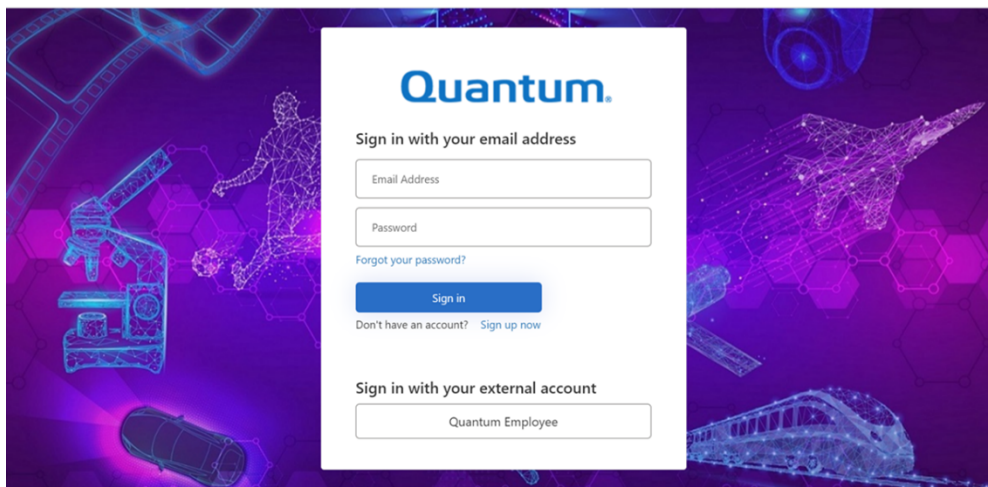 Quantum®
Sign in with your email address
Email Address
Password
Forgot your password?
Sign in
Don't have an account? Sign up now
Sign in with your external account
Quantum Employee